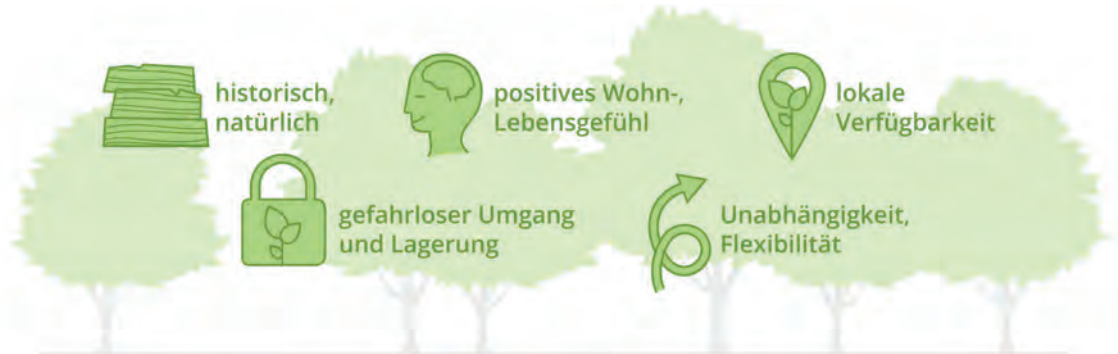 historisch,
natürlich
positives Wohn-,
Lebensgefühl
lokale
Verfügbarkeit
gefahrloser Umgang
und Lagerung
Unabhängigkeit,
Flexibilität